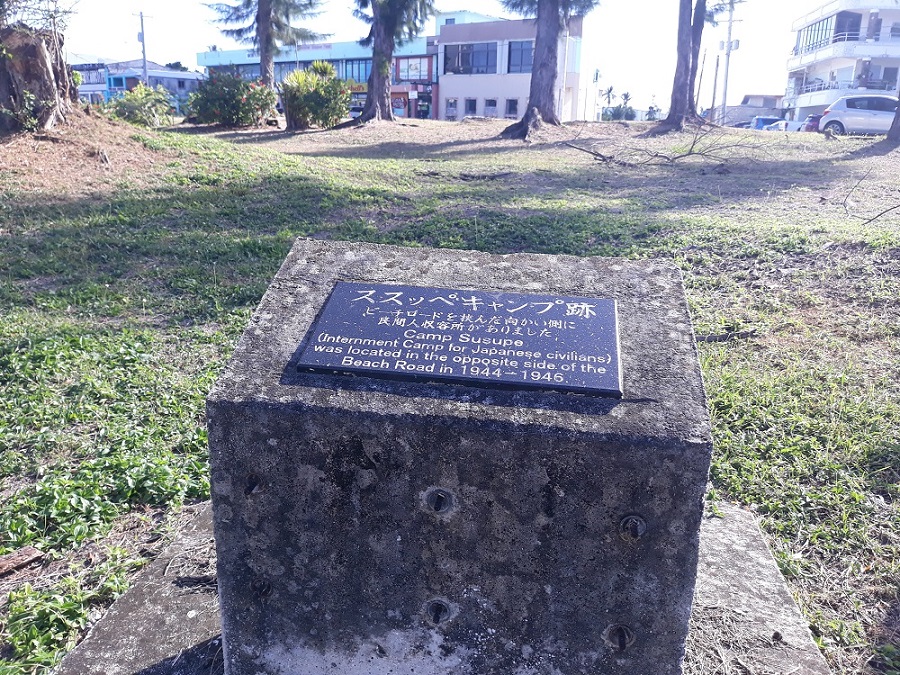 ススッペキャンプ跡
ビーチロードを挟んだ向かい側に
民間人収容所がありました
Camp Susupe
(Internment Camp for Japanese civilians)
was located in the opposite side of the
Beach Road in 1944-1946